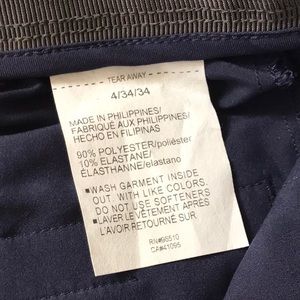 TEAR AWAY
4/34/34
MADE IN PHILIPPINES/
FABRIQUÉ AUX PHILIPPINES/
HECHO EN FILIPINAS
90% POLYESTER/poliéster
10% ELASTANE/
ÉLASTHANNE/elastano
■WASH GARMENT INSIDE
OUT, WITH LIKE COLORS.
DO NOT USE SOFTENERS
■LAVER LE VÊTEMENT APRÈS
L'AVOIR RETOURNÉ SUR
RN#96510
CA#41095